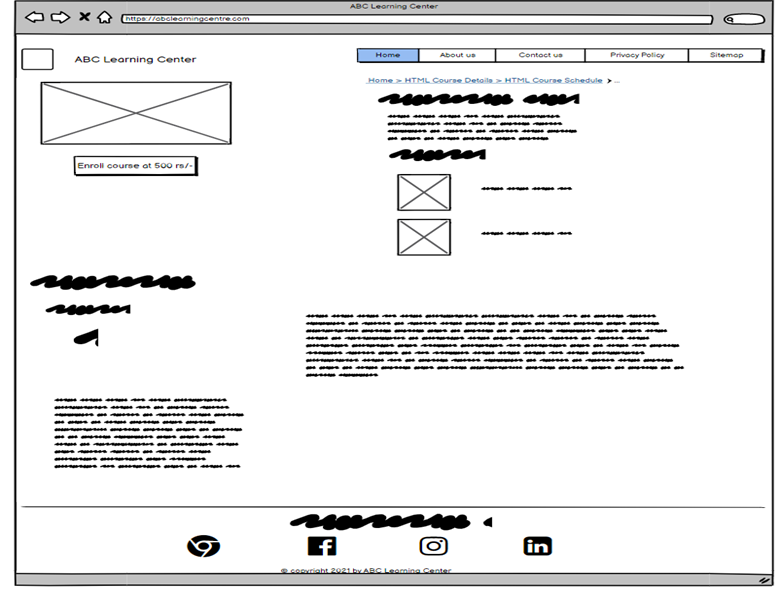 ABC Learning Center
https://abclearningcentre.com
ABC Learning Center
Home About us Contact us Privacy Policy Sitemap
Home > HTML Course Details > HTML Course Schedule > ...
Enroll course at 500 rs/-
© copyright 2021 by ABC Learning Center